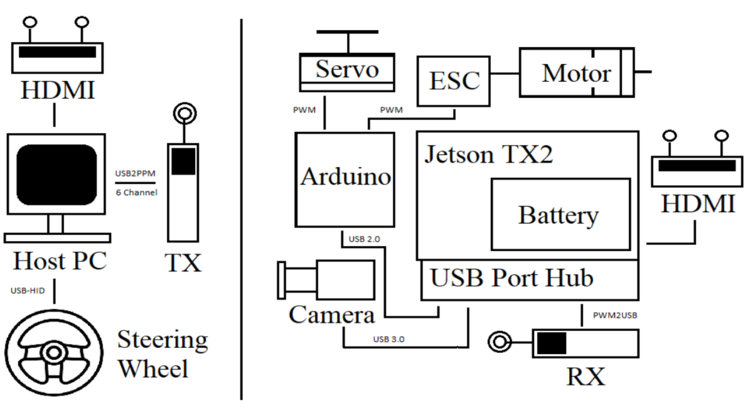 HDMI
USB2PPM
6 Channel
Host PC
TX
USB-HID
Steering
Wheel
Servo
ESC
Motor
PWM
PWM
Arduino
Jetson TX2
Battery
HDMI
USB 2.0
USB Port Hub
Camera
PWM2USB
USB 3.0
RX